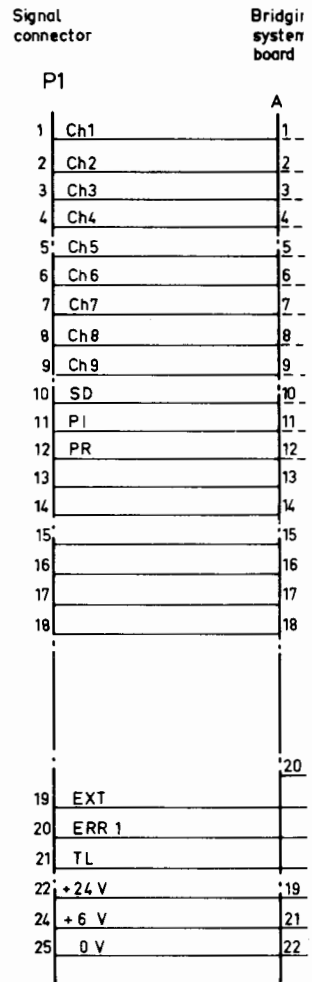 Signal Bridgin
connector system
board
P1
A
1 Ch1 1
2 Ch2 2
3 Ch3 3
4 Ch4 4
5 Ch5 5
6 Ch6 6
7 Ch7 7
8 Ch8 8
9 Ch9 9
10 SD 10
11 PI 11
12 PR 12
13 13
14 14
15 15
16 16
17 17
18 18
20
19 EXT
20 ERR 1
21 TL
22 +24 V 19
24 +6 V 21
25 0 V 22